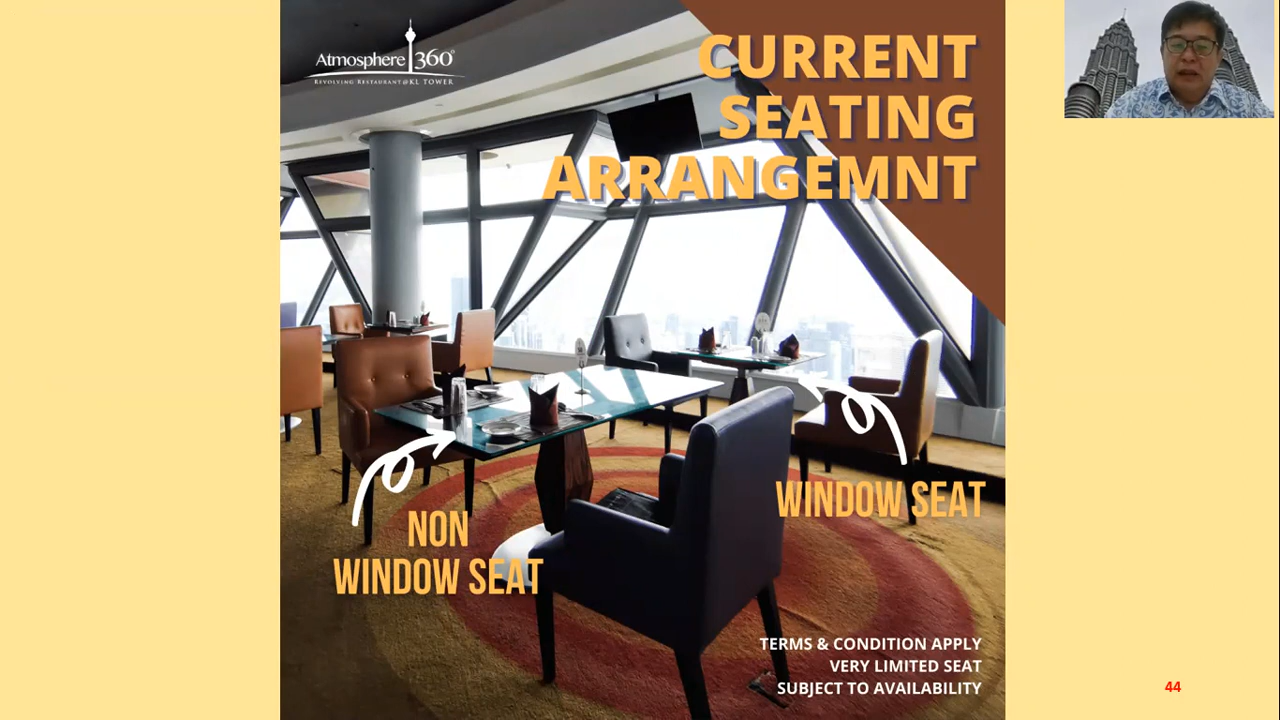 Atmosphere 360°
REVOLVING RESTAURANT@KL TOWER
CURRENT
SEATING
ARRANGEMNT
NON
WINDOW SEAT
WINDOW SEAT
TERMS & CONDITION APPLY
VERY LIMITED SEAT
SUBJECT TO AVAILABILITY
44